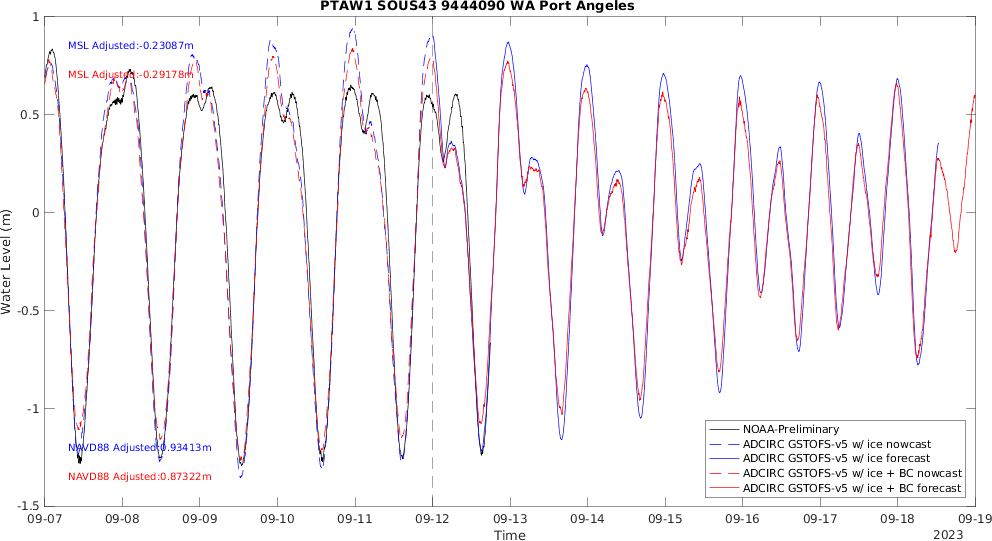 PTAW1 SOUS43 9444090 WA Port Angeles
MSL Adjusted:-0.23087m
MSL Adjusted:-0.29178m
NAVD88 Adjusted:0.93413m
NAVD88 Adjusted:0.87322m
Water Level (m)
1
0.5
0
-0.5
-1
-1.5
NOAA-Preliminary
ADCIRC GSTOFS-v5 w/ ice nowcast
ADCIRC GSTOFS-v5 w/ ice forecast
ADCIRC GSTOFS-v5 w/ ice + BC nowcast
ADCIRC GSTOFS-v5 w/ ice + BC forecast
09-07 09-08 09-09 09-10 09-11 09-12 09-13 09-14 09-15 09-16 09-17 09-18 09-19
Time
2023